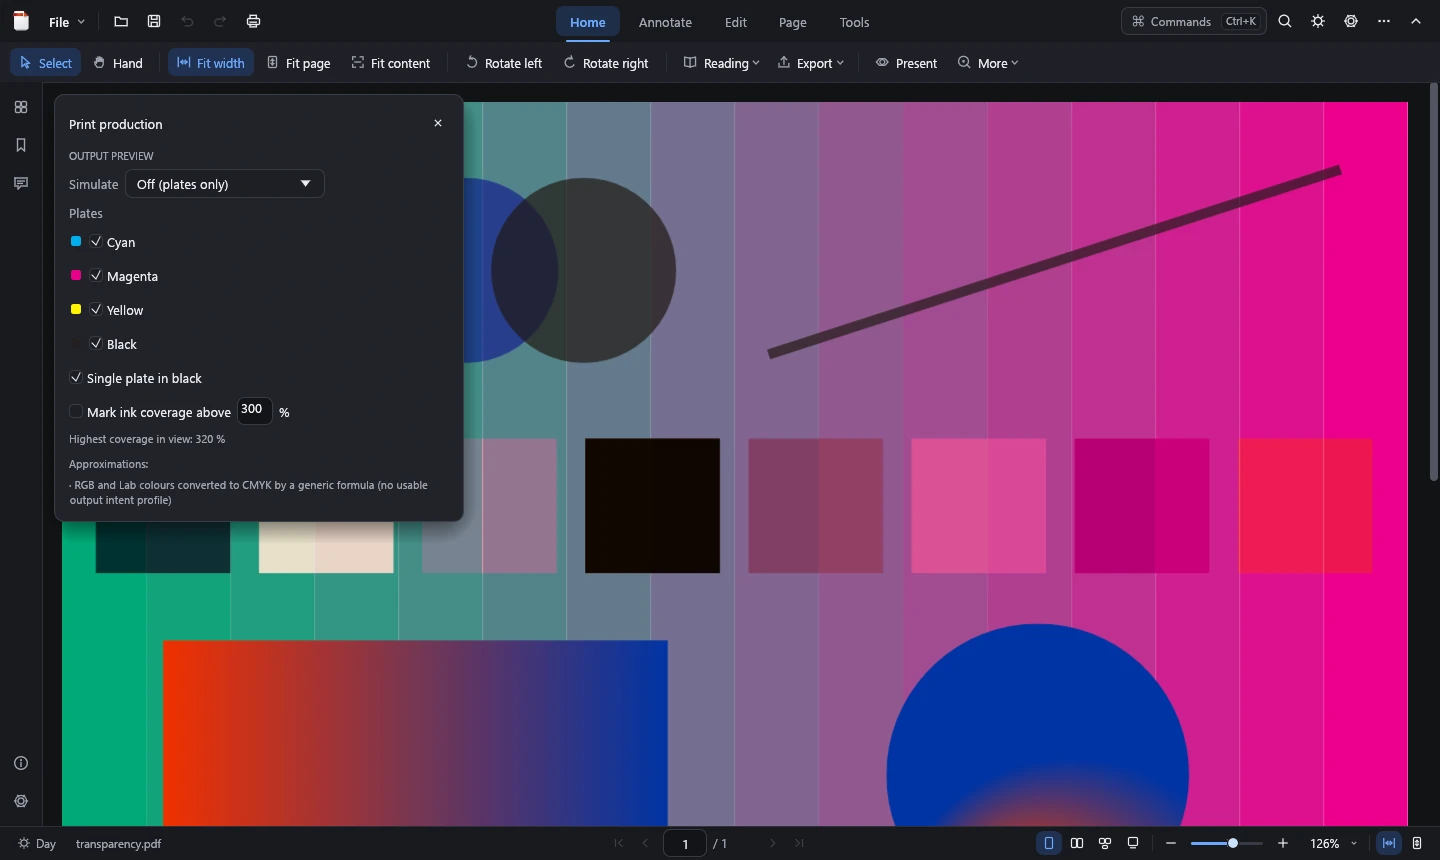 File
Home
Annotate
Edit
Page
Tools
Commands
Ctrl+K
Select
Hand
Fit width
Fit page
Fit content
Rotate left
Rotate right
Reading
Export
Present
More
Print production
OUTPUT PREVIEW
Simulate
Off (plates only)
Plates
Cyan
Magenta
Yellow
Black
Single plate in black
Mark ink coverage above 300 %
Highest coverage in view: 320 %
Approximations:
· RGB and Lab colours converted to CMYK by a generic formula (no usable
output intent profile)
Day
transparency.pdf
1 / 1
126%